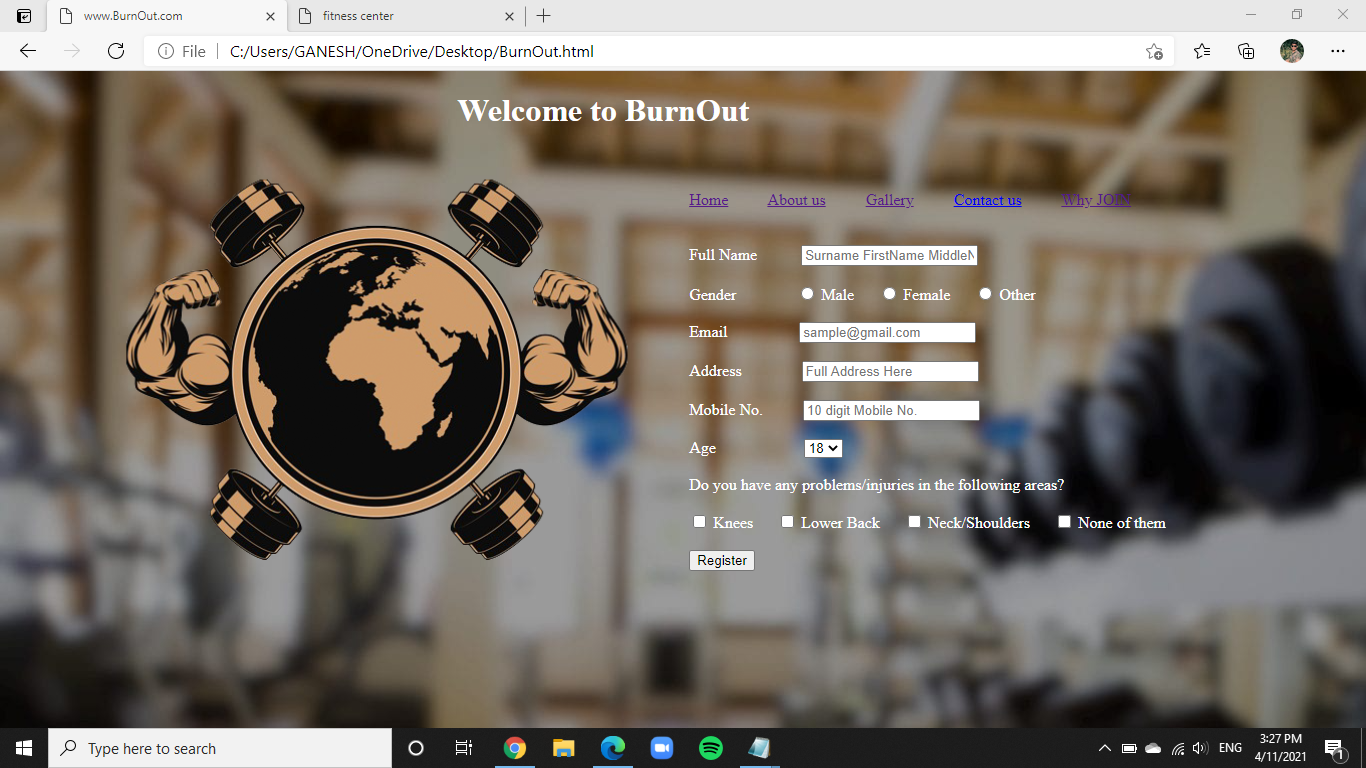 www.BurnOut.com
fitness center
File
C:/Users/GANESH/OneDrive/Desktop/BurnOut.html
Welcome to BurnOut
Home About us Gallery Contact us Why JOIN
Full Name Surname FirstName MiddleN
Gender Male Female Other
Email sample@gmail.com
Address Full Address Here
Mobile No. 10 digit Mobile No.
Age 18
Do you have any problems/injuries in the following areas?
Knees Lower Back Neck/Shoulders None of them
Register
Type here to search
ENG
3:27 PM
4/11/2021
1